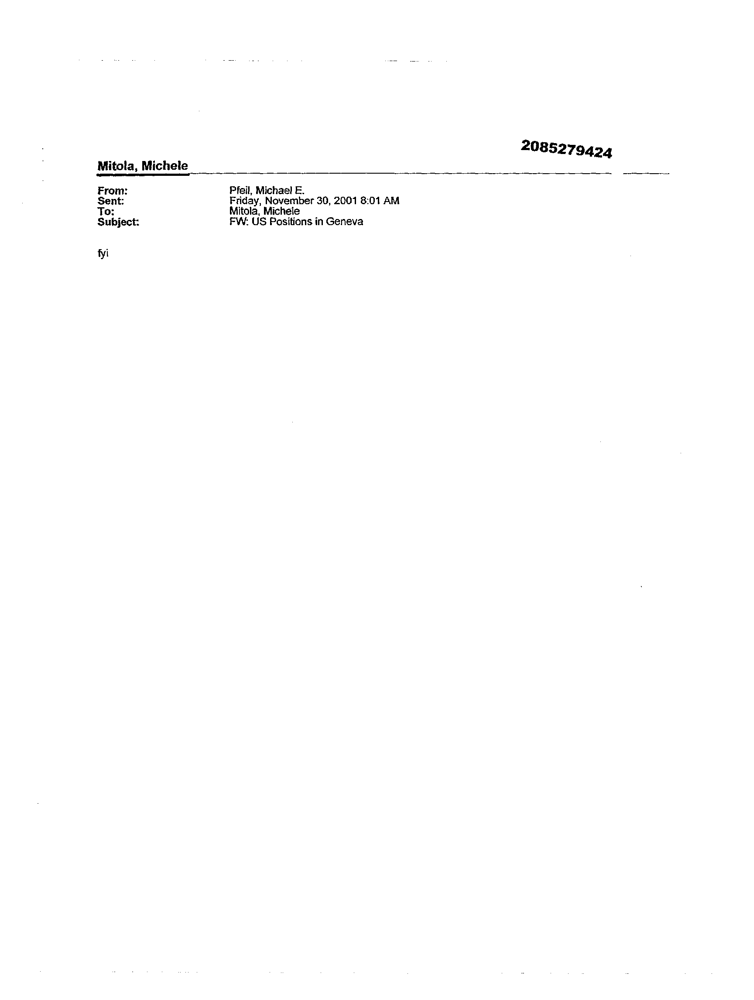 2085279424
Mitola, Michele
From: Pfeil, Michael E.
Sent: Friday, November 30, 2001 8:01 AM
To: Mitola, Michele
Subject: FW: US Positions in Geneva
fyi